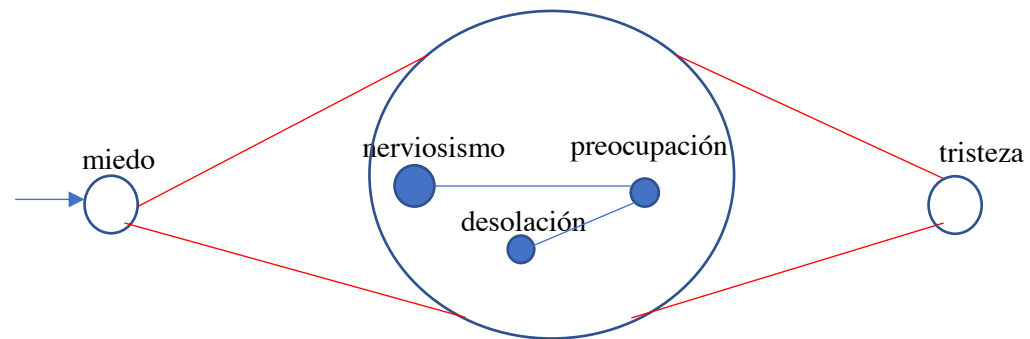 miedo
nerviosismo
preocupación
tristeza
desolación